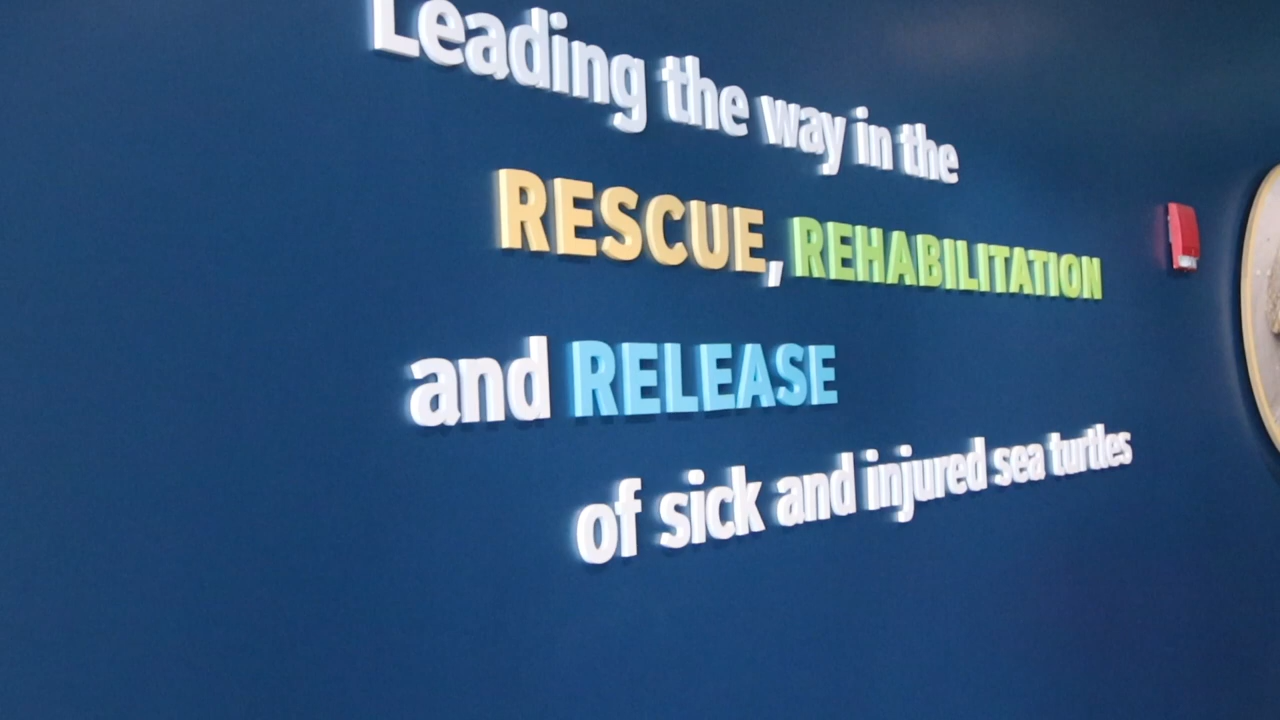 Leading the way in the
RESCUE, REHABILITATION
and RELEASE
of sick and injured sea turtles